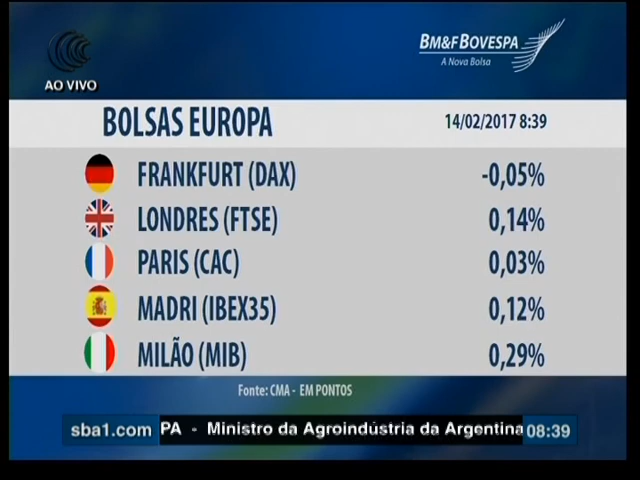 BM&FBOVESPA
A Nova Bolsa
AO VIVO
BOLSAS EUROPA 14/02/2017 8:39
FRANKFURT (DAX) -0,05%
LONDRES (FTSE) 0,14%
PARIS (CAC) 0,03%
MADRI (IBEX35) 0,12%
MILÃO (MIB) 0,29%
Fonte: CMA - EM PONTOS
sba1.com PA - Ministro da Agroindústria da Argentina 08:39